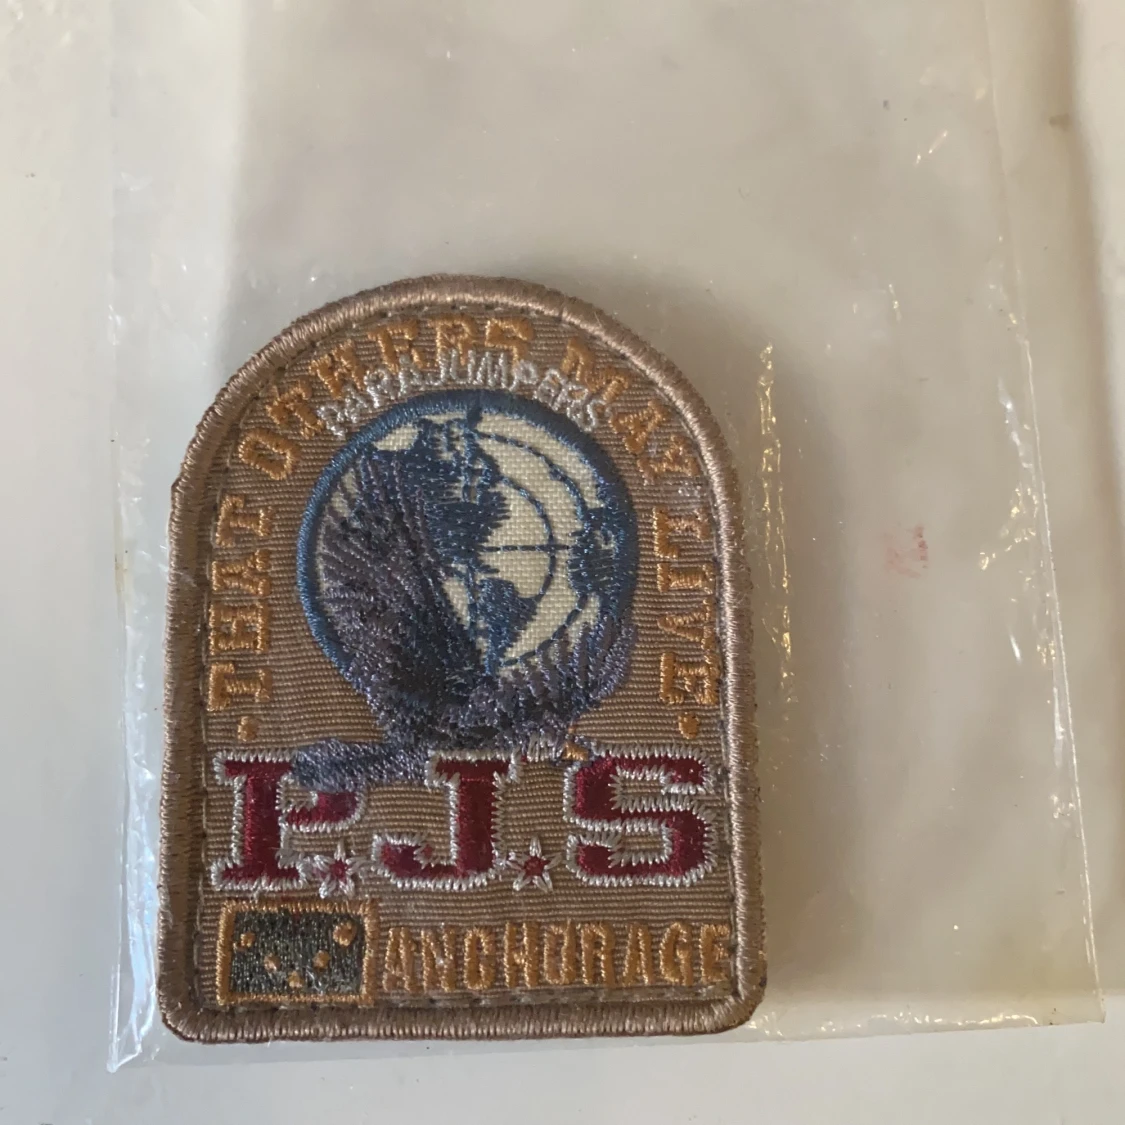 THAT OTHERS MAY LIVE
PARAJUMPERS
P.J.S
ANCHORAGE